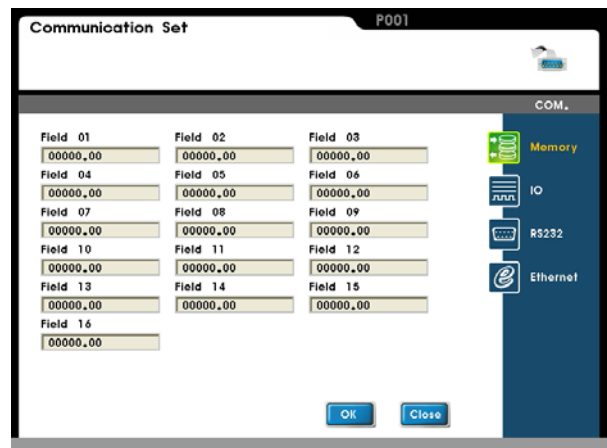 Communication Set
P001
COM.
Field 01 Field 02 Field 03
00000.00 00000.00 00000.00
Field 04 Field 05 Field 06
00000.00 00000.00 00000.00
Field 07 Field 08 Field 09
00000.00 00000.00 00000.00
Field 10 Field 11 Field 12
00000.00 00000.00 00000.00
Field 13 Field 14 Field 15
00000.00 00000.00 00000.00
Field 16
00000.00
Memory
IO
RS232
Ethernet
OK Close